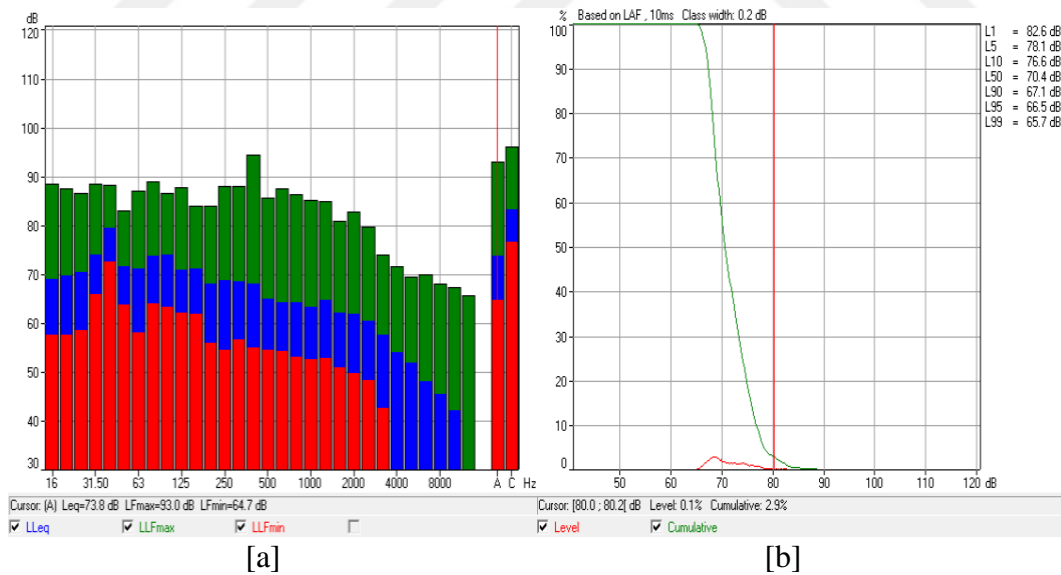 dB
120
110
100
90
80
70
60
50
40
30
16 31.50 63 125 250 500 1000 2000 4000 8000 A C Hz
Cursor: (A) Leq=73.8 dB LFmax=93.0 dB LFmin=64.7 dB
LLeq LLFmax LLFmin
[a]
% Based on LAF , 10ms Class width: 0.2 dB
100
90
80
70
60
50
40
30
20
10
0
50 60 70 80 90 100 110 120 dB
L1 = 82.6 dB
L5 = 78.1 dB
L10 = 76.6 dB
L50 = 70.4 dB
L90 = 67.1 dB
L95 = 66.5 dB
L99 = 65.7 dB
Cursor: [80.0 ; 80.2[ dB Level: 0.1% Cumulative: 2.9%
Level Cumulative
[b]